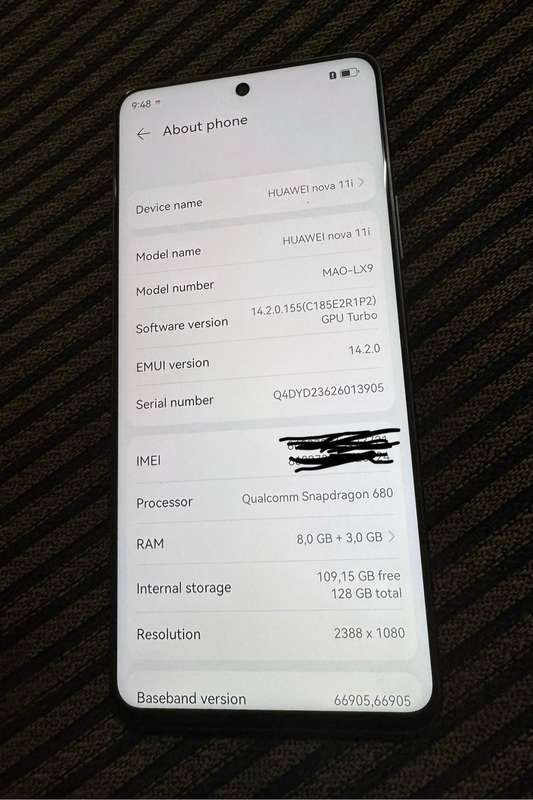 9:48
About phone
Device name HUAWEI nova 11i
Model name HUAWEI nova 11i
Model number MAO-LX9
Software version 14.2.0.155(C185E2R1P2)
GPU Turbo
EMUI version 14.2.0
Serial number Q4DYD23626013905
IMEI
Processor Qualcomm Snapdragon 680
RAM 8,0 GB + 3,0 GB
Internal storage 109,15 GB free
128 GB total
Resolution 2388 x 1080
Baseband version 66905,66905